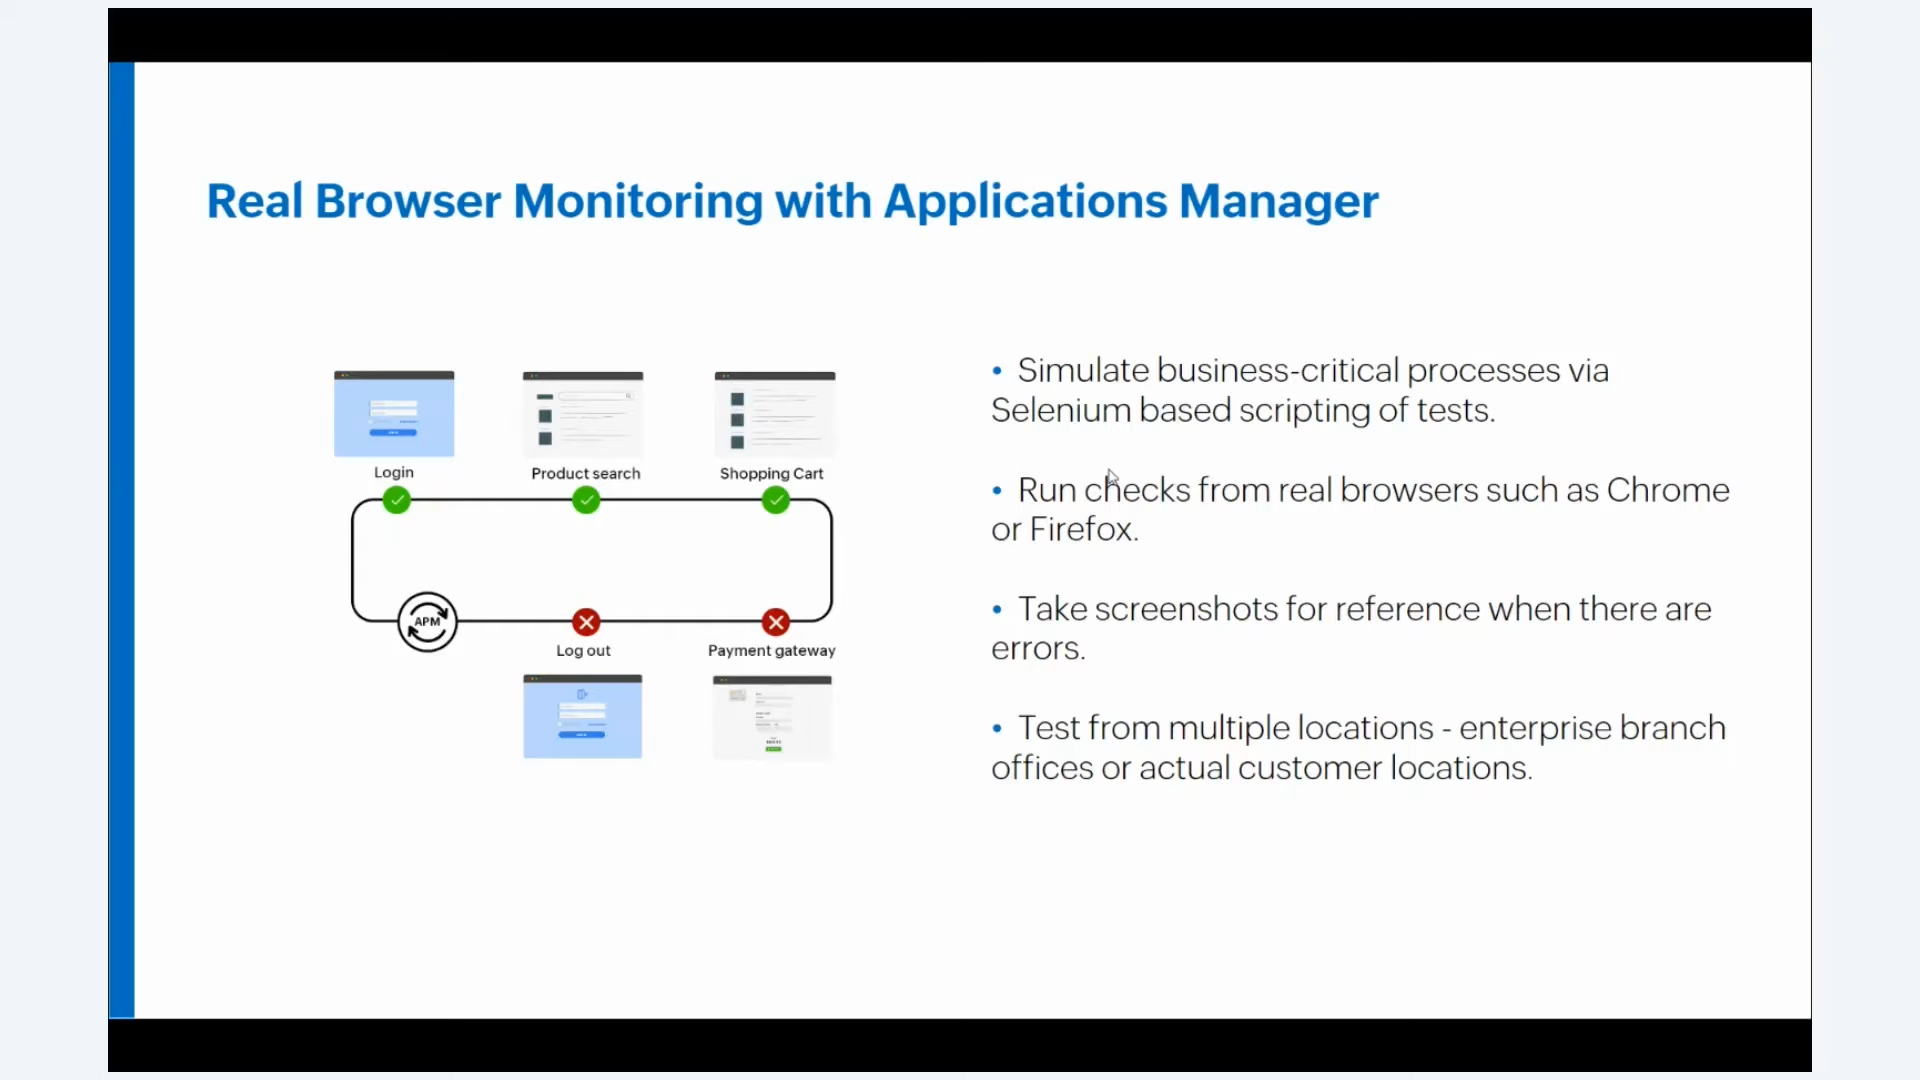 Real Browser Monitoring with Applications Manager
Login
Product search
Shopping Cart
APM
Log out
Payment gateway
• Simulate business-critical processes via
Selenium based scripting of tests.
• Run checks from real browsers such as Chrome
or Firefox.
• Take screenshots for reference when there are
errors.
• Test from multiple locations - enterprise branch
offices or actual customer locations.